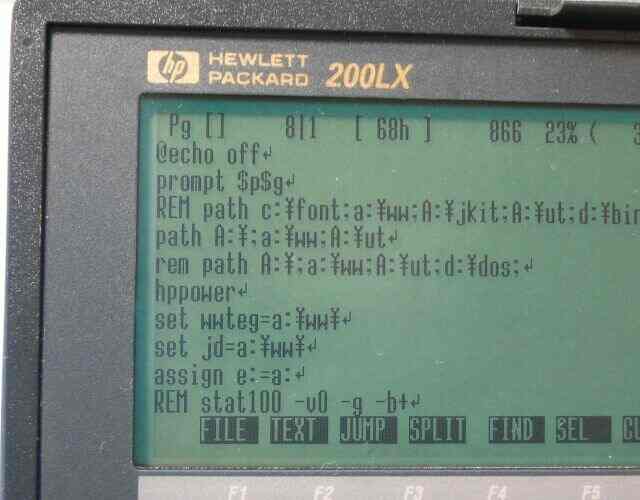 hp HEWLETT
PACKARD 200LX
Pg [] 8|1 [ 68h ] 866 23% (
@echo off↵
prompt $p$g↵
REM path c:¥font;a:¥ww;A:¥jkit;A:¥ut;d:¥bin
path A:¥;a:¥ww;A:¥ut↵
rem path A:¥;a:¥ww;A:¥ut;d:¥dos;↵
hppower↵
set wwteg=a:¥ww¥↵
set jd=a:¥ww¥↵
assign e:=a:↵
REM stat100 -v0 -g -b+↵
FILE TEXT JUMP SPLIT FIND SEL
F1 F2 F3 F4 F5